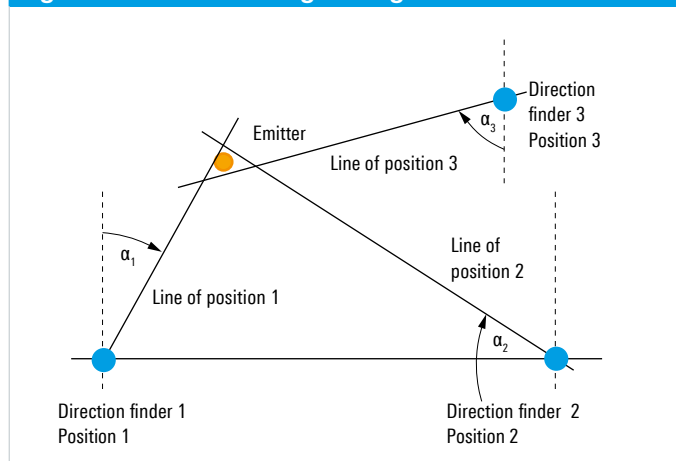 Emitter
Direction
finder 3
Position 3
α3
Line of position 3
α1
Line of
position 2
Line of position 1
α2
Direction finder 1
Position 1
Direction finder 2
Position 2